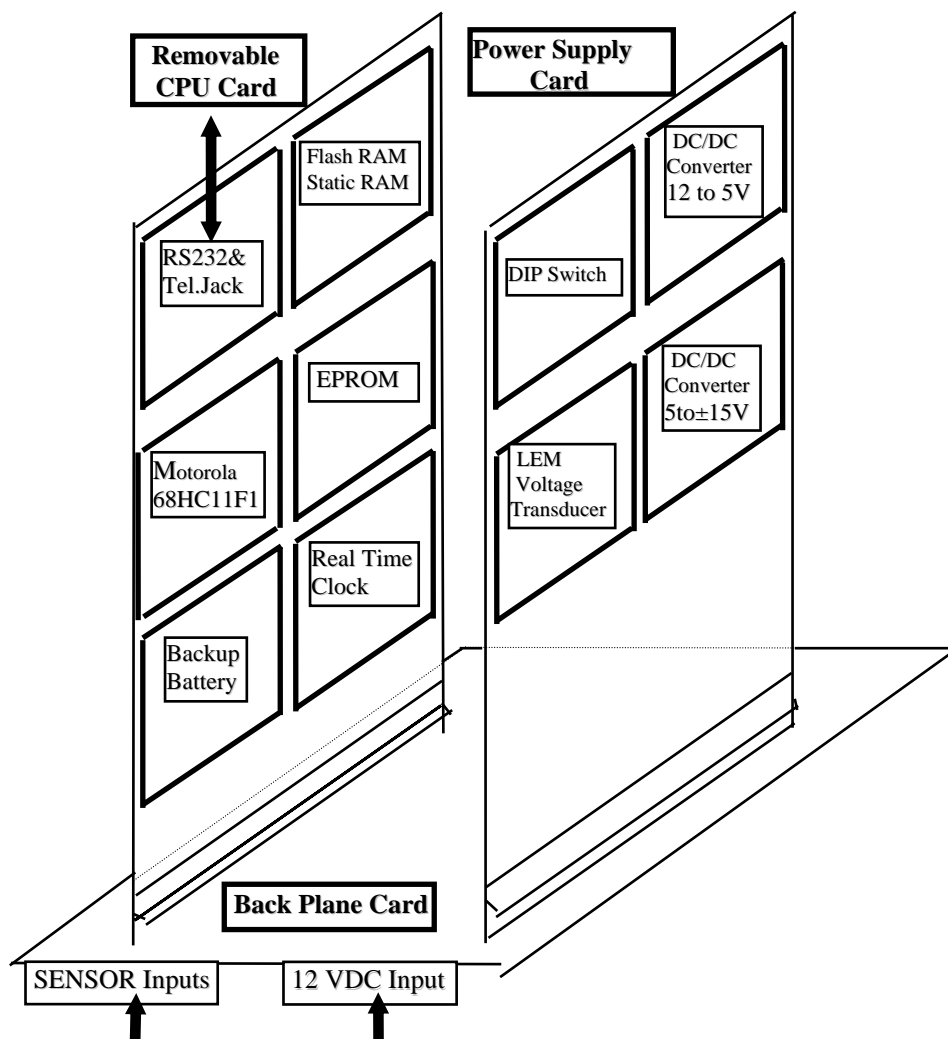 Removable
CPU Card
Power Supply
Card
Flash RAM
Static RAM
RS232&
Tel.Jack
EPROM
Motorola
68HC11F1
Real Time
Clock
Backup
Battery
DC/DC
Converter
12 to 5V
DIP Switch
DC/DC
Converter
5to±15V
LEM
Voltage
Transducer
Back Plane Card
SENSOR Inputs
12 VDC Input